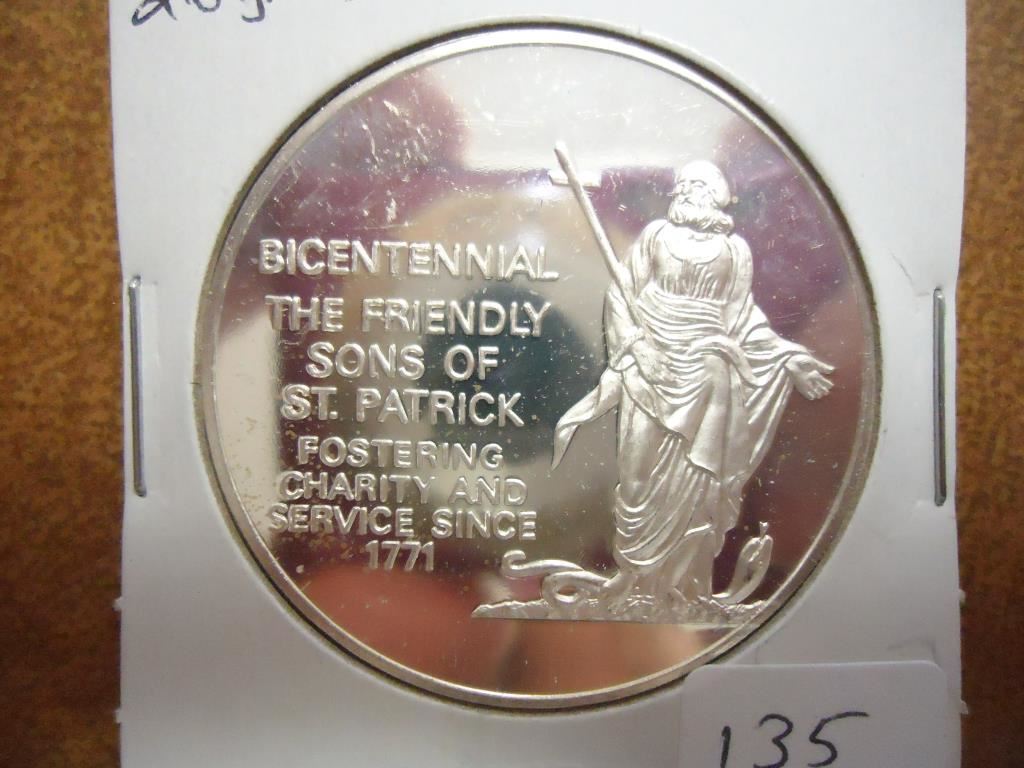 BICENTENNIAL
THE FRIENDLY
SONS OF
ST. PATRICK
FOSTERING
CHARITY AND
SERVICE SINCE
1771
135